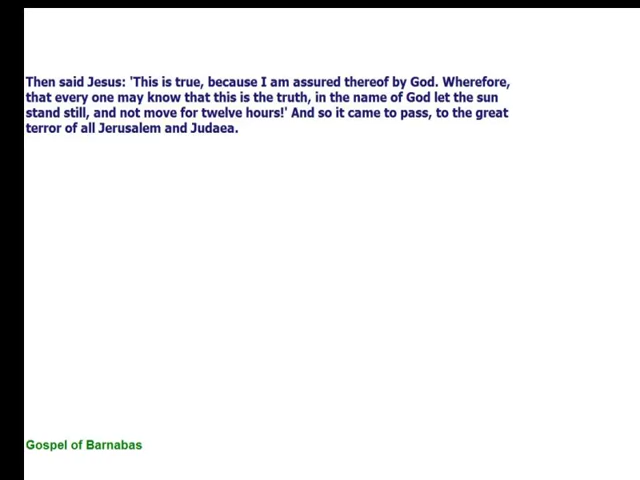 Then said Jesus: 'This is true, because I am assured thereof by God. Wherefore,
that every one may know that this is the truth, in the name of God let the sun
stand still, and not move for twelve hours!' And so it came to pass, to the great
terror of all Jerusalem and Judaea.
Gospel of Barnabas